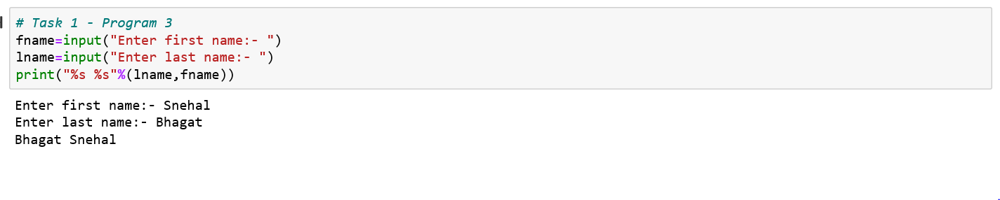 # Task 1 - Program 3
fname=input("Enter first name:- ")
lname=input("Enter last name:- ")
print("%s %s"%(lname,fname))
Enter first name:- Snehal
Enter last name:- Bhagat
Bhagat Snehal